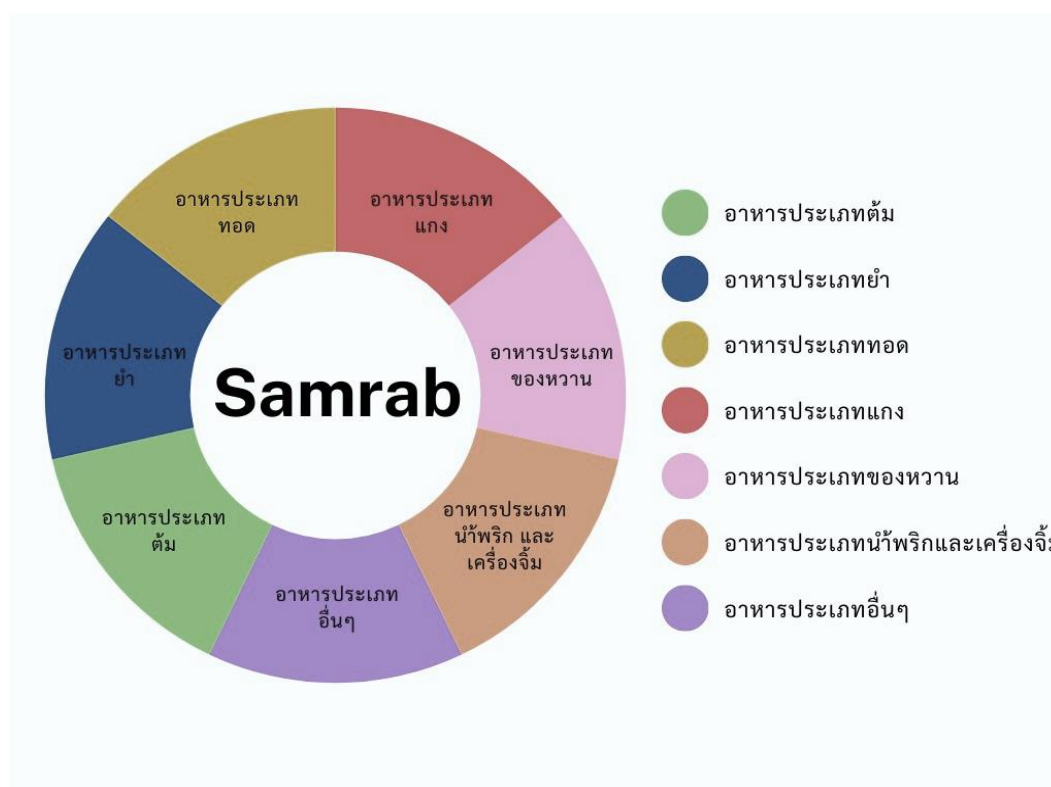 อาหารประเภท
ทอด
อาหารประเภท
แกง
อาหารประเภท
ยำ
อาหารประเภท
ของหวาน
Samrab
อาหารประเภท
ต้ม
อาหารประเภท
น้ำพริก และ
เครื่องจิ้ม
อาหารประเภท
อื่นๆ
อาหารประเภทต้ม
อาหารประเภทยำ
อาหารประเภททอด
อาหารประเภทแกง
อาหารประเภทของหวาน
อาหารประเภทน้ำพริกและเครื่องจิ้
อาหารประเภทอื่นๆ